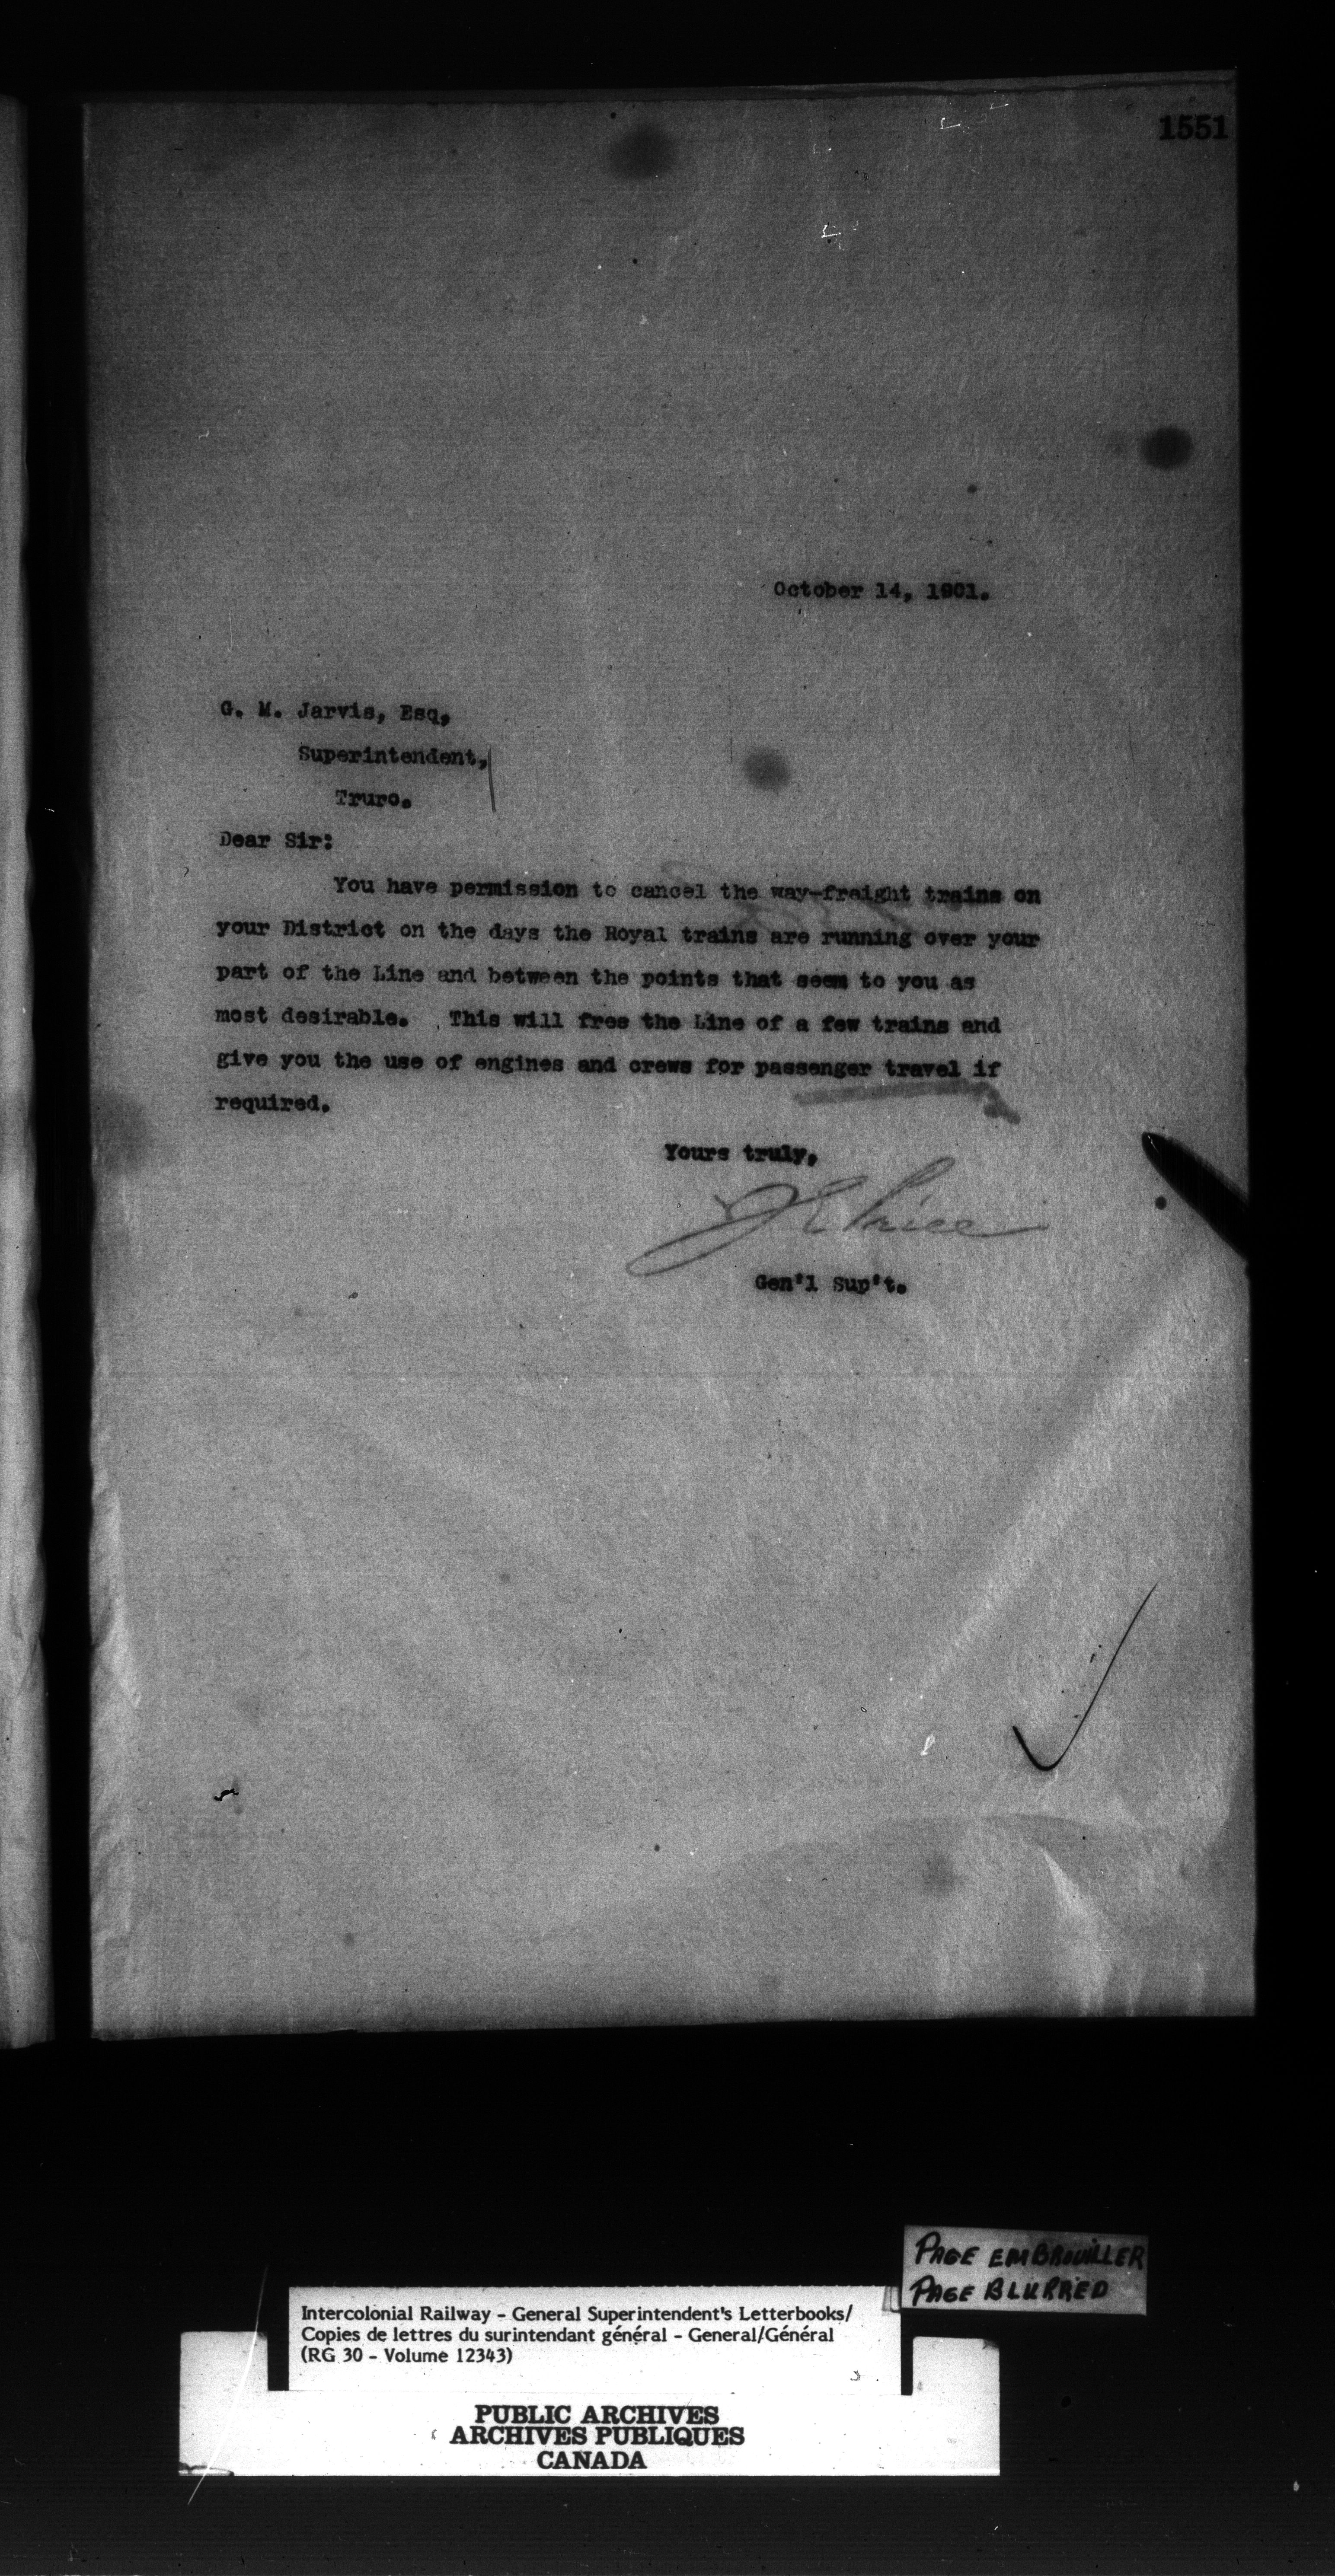 1551
October 14, 1901.
G. M. Jarvis, Esq,
Superintendent,
Truro.
Dear Sir:
You have permission to cancel the way-freight trains on
your District on the days the Royal trains are running over your
part of the Line and between the points that seem to you as
most desirable. This will free the Line of a few trains and
give you the use of engines and crews for passenger travel if
required.
Yours truly,
J E Price
Gen'l Sup't.
PAGE EMBROUILLER
PAGE BLURRED
Intercolonial Railway - General Superintendent's Letterbooks/
Copies de lettres du surintendant général - General/Général
(RG 30 - Volume 12343)
PUBLIC ARCHIVES
ARCHIVES PUBLIQUES
CANADA